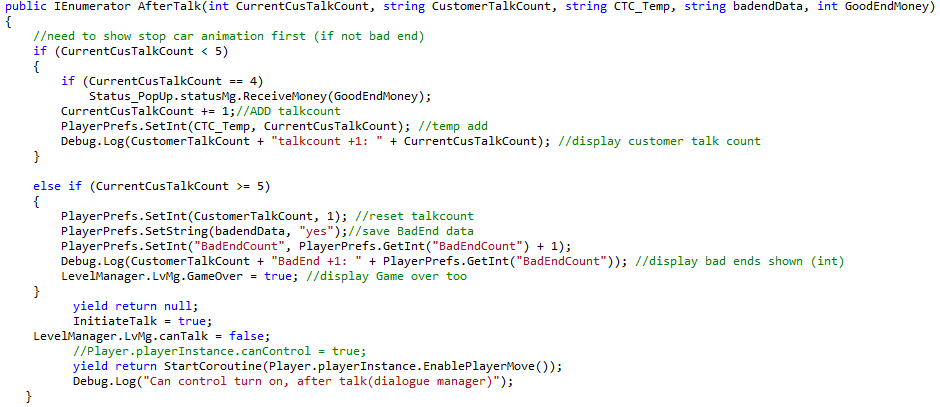 public IEnumerator AfterTalk(int CurrentCusTalkCount, string CustomerTalkCount, string CTC_Temp, string badendData, int GoodEndMoney)
{
//need to show stop car animation first (if not bad end)
if (CurrentCusTalkCount < 5)
{
if (CurrentCusTalkCount == 4)
Status_PopUp.statusMg.ReceiveMoney(GoodEndMoney);
CurrentCusTalkCount += 1;//ADD talkcount
PlayerPrefs.SetInt(CTC_Temp, CurrentCusTalkCount); //temp add
Debug.Log(CustomerTalkCount + "talkcount +1: " + CurrentCusTalkCount); //display customer talk count
}
else if (CurrentCusTalkCount >= 5)
{
PlayerPrefs.SetInt(CustomerTalkCount, 1); //reset talkcount
PlayerPrefs.SetString(badendData, "yes");//save BadEnd data
PlayerPrefs.SetInt("BadEndCount", PlayerPrefs.GetInt("BadEndCount") + 1);
Debug.Log(CustomerTalkCount + "BadEnd +1: " + PlayerPrefs.GetInt("BadEndCount")); //display bad ends shown (int)
LevelManager.LvMg.GameOver = true; //display Game over too
}
yield return null;
InitiateTalk = true;
LevelManager.LvMg.canTalk = false;
//Player.playerInstance.canControl = true;
yield return StartCoroutine(Player.playerInstance.EnablePlayerMove());
Debug.Log("Can control turn on, after talk(dialogue manager)");
}